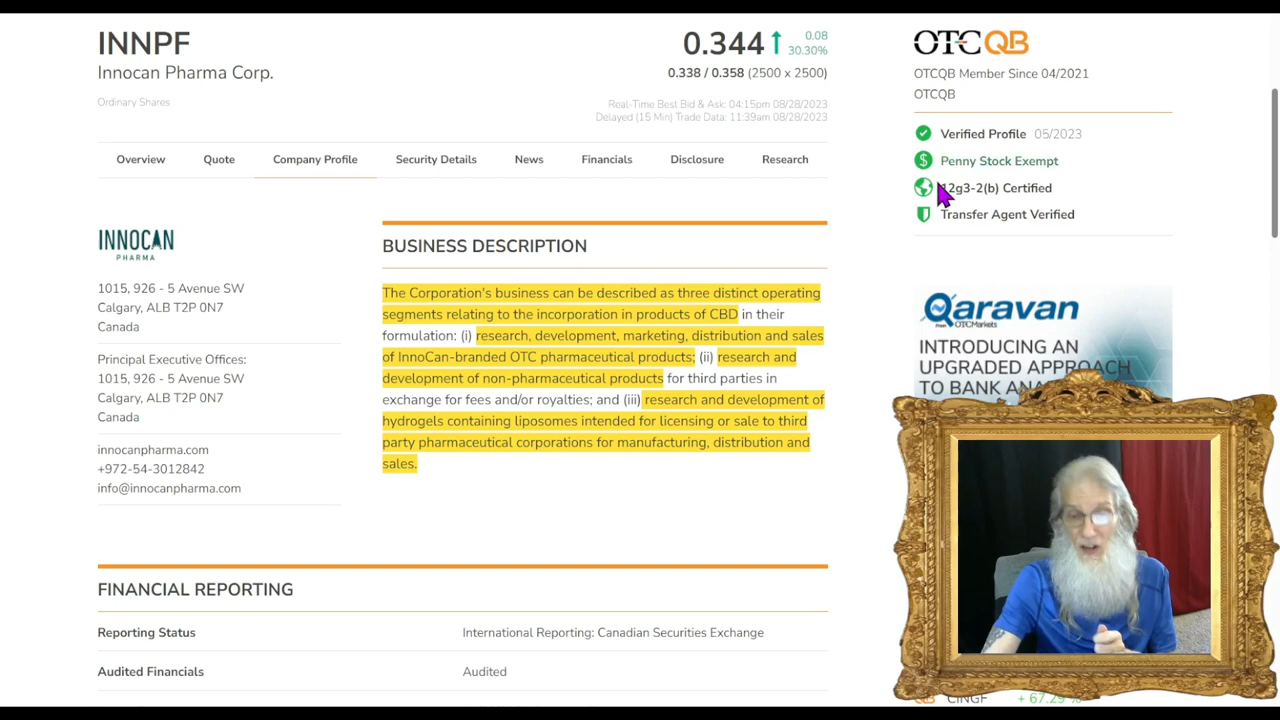 INNPF
Innocan Pharma Corp.
Ordinary Shares
0.344
0.08
30.30%
0.338 / 0.358 (2500 x 2500)
Real-Time Best Bid & Ask: 04:15pm 08/28/2023
Delayed (15 Min) Trade Data: 11:39am 08/28/2023
Overview Quote Company Profile Security Details News Financials Disclosure Research
INNOCAN
PHARMA
1015, 926 - 5 Avenue SW
Calgary, ALB T2P 0N7
Canada
Principal Executive Offices:
1015, 926 - 5 Avenue SW
Calgary, ALB T2P 0N7
Canada
innocanpharma.com
+972-54-3012842
info@innocanpharma.com
BUSINESS DESCRIPTION
The Corporation's business can be described as three distinct operating
segments relating to the incorporation in products of CBD in their
formulation: (i) research, development, marketing, distribution and sales
of InnoCan-branded OTC pharmaceutical products; (ii) research and
development of non-pharmaceutical products for third parties in
exchange for fees and/or royalties; and (iii) research and development of
hydrogels containing liposomes intended for licensing or sale to third
party pharmaceutical corporations for manufacturing, distribution and
sales.
FINANCIAL REPORTING
Reporting Status International Reporting: Canadian Securities Exchange
Audited Financials Audited
OTCQB
OTCQB Member Since 04/2021
OTCQB
Verified Profile 05/2023
Penny Stock Exempt
12g3-2(b) Certified
Transfer Agent Verified
Qaravan
From OTCMarkets
INTRODUCING AN
UPGRADED APPROACH
TO BANK
QB CINGF + 67.29 %